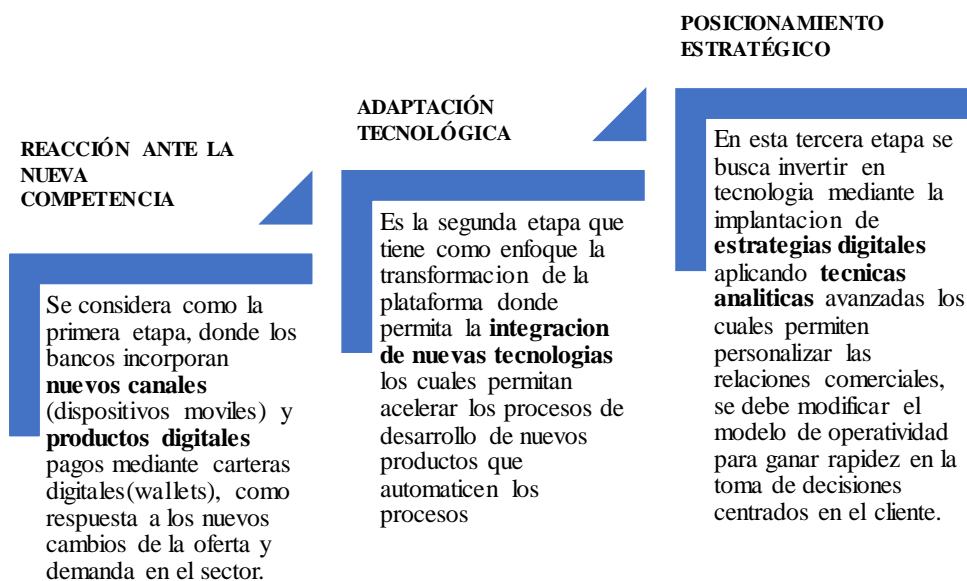 REACCIÓN ANTE LA
NUEVA
COMPETENCIA
Se considera como la
primera etapa, donde los
bancos incorporan
nuevos canales
(dispositivos moviles) y
productos digitales
pagos mediante carteras
digitales(wallets), como
respuesta a los nuevos
cambios de la oferta y
demanda en el sector.
ADAPTACIÓN
TECNOLÓGICA
Es la segunda etapa que
tiene como enfoque la
transformacion de la
plataforma donde
permita la integracion
de nuevas tecnologias
los cuales permitan
acelerar los procesos de
desarrollo de nuevos
productos que
automaticen los
procesos
POSICIONAMIENTO
ESTRATÉGICO
En esta tercera etapa se
busca invertir en
tecnologia mediante la
implantacion de
estrategias digitales
aplicando tecnicas
analiticas avanzadas los
cuales permiten
personalizar las
relaciones comerciales,
se debe modificar el
modelo de operatividad
para ganar rapidez en la
toma de decisiones
centrados en el cliente.